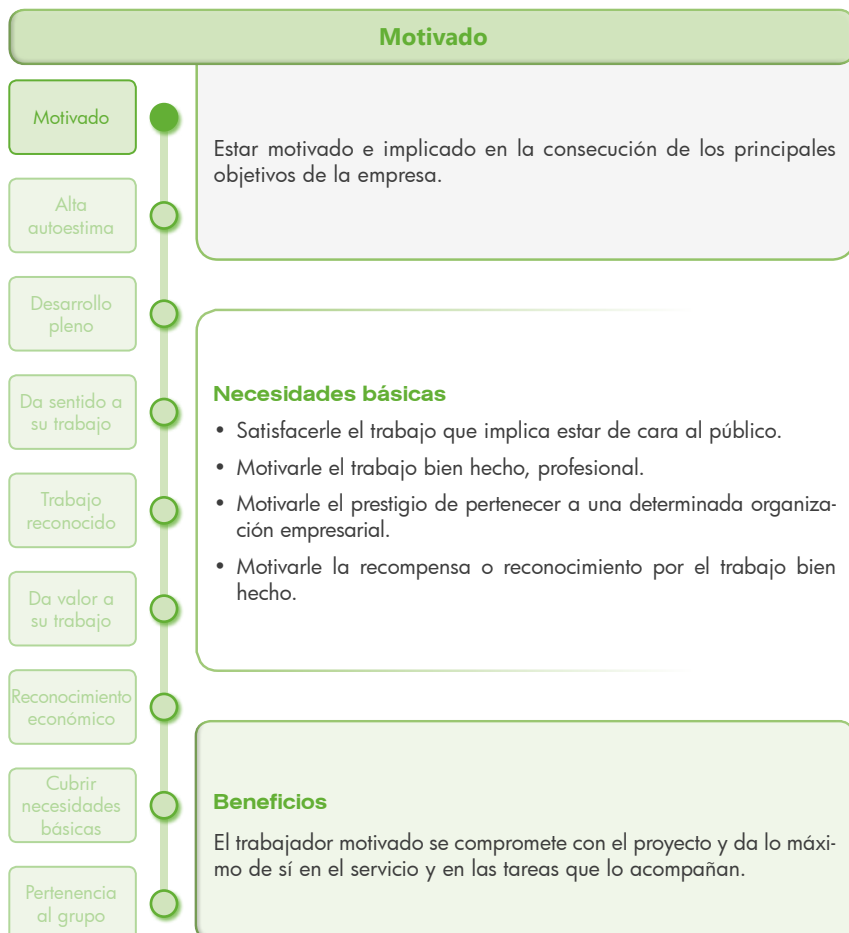 Motivado
Motivado
Estar motivado e implicado en la consecución de los principales
objetivos de la empresa.
Alta
autoestima
Desarrollo
pleno
Da sentido a
su trabajo
Trabajo
reconocido
Da valor a
su trabajo
Reconocimiento
económico
Cubrir
necesidades
básicas
Pertenencia
al grupo
Necesidades básicas
• Satisfacerle el trabajo que implica estar de cara al público.
• Motivarle el trabajo bien hecho, profesional.
• Motivarle el prestigio de pertenecer a una determinada organiza-
ción empresarial.
• Motivarle la recompensa o reconocimiento por el trabajo bien
hecho.
Beneficios
El trabajador motivado se compromete con el proyecto y da lo máxi-
mo de sí en el servicio y en las tareas que lo acompañan.